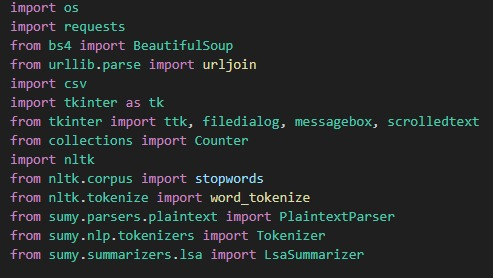 import os
import requests
from bs4 import BeautifulSoup
from urllib.parse import urljoin
import csv
import tkinter as tk
from tkinter import ttk, filedialog, messagebox, scrolledtext
from collections import Counter
import nltk
from nltk.corpus import stopwords
from nltk.tokenize import word_tokenize
from sumy.parsers.plaintext import PlaintextParser
from sumy.nlp.tokenizers import Tokenizer
from sumy.summarizers.lsa import LsaSummarizer